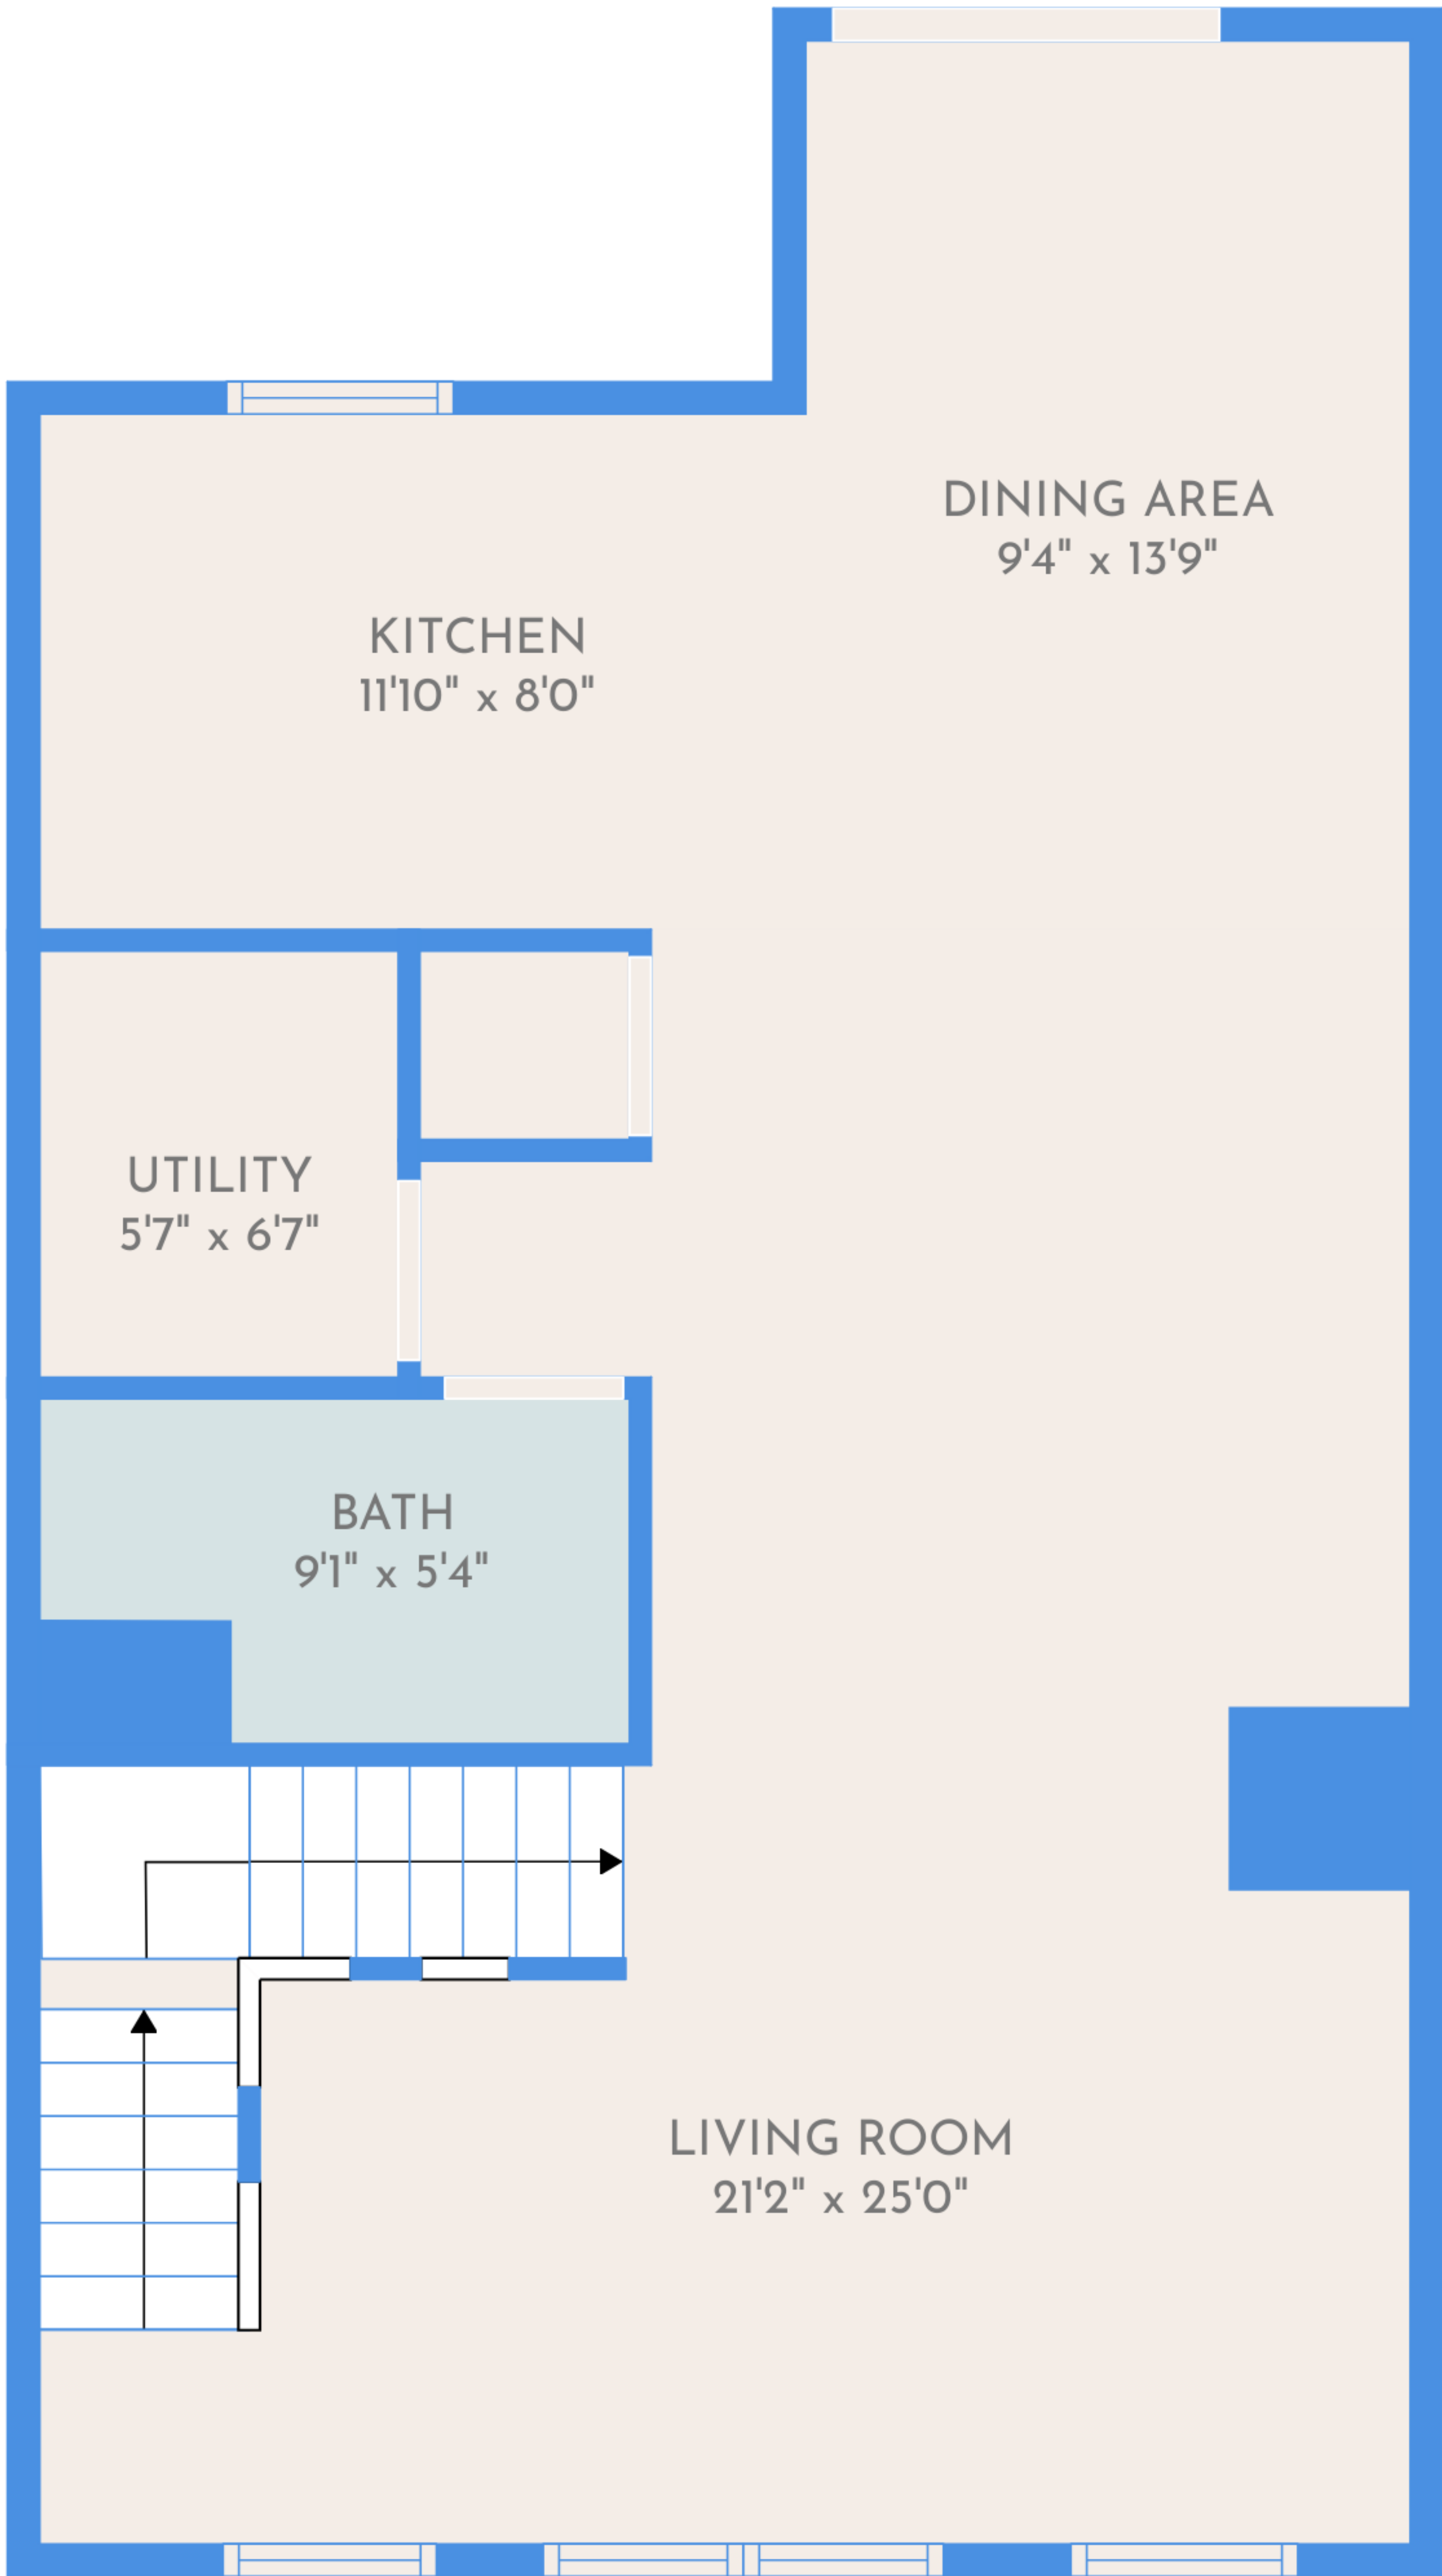 DINING AREA
9'4" x 13'9"
KITCHEN
11'10" x 8'0"
UTILITY
5'7" x 6'7"
BATH
9'1" x 5'4"
LIVING ROOM
21'2" x 25'0"